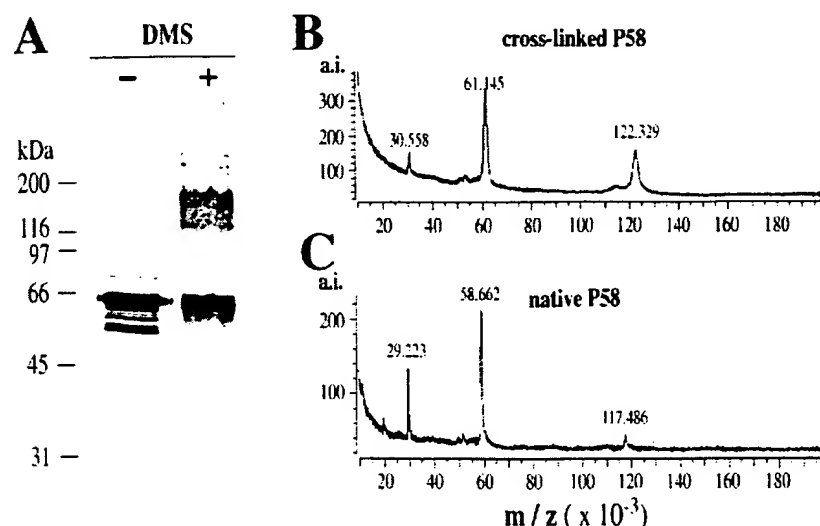 A
DMS
− +
kDa
200 –
116 –
97 –
66 –
45 –
31 –
B
cross-linked P58
a.i.
300
200
100
30.558
61.145
122.329
20 40 60 80 100 120 140 160 180
C
native P58
a.i.
200
100
29.223
58.662
117.486
20 40 60 80 100 120 140 160 180
m / z ( x 10⁻³)